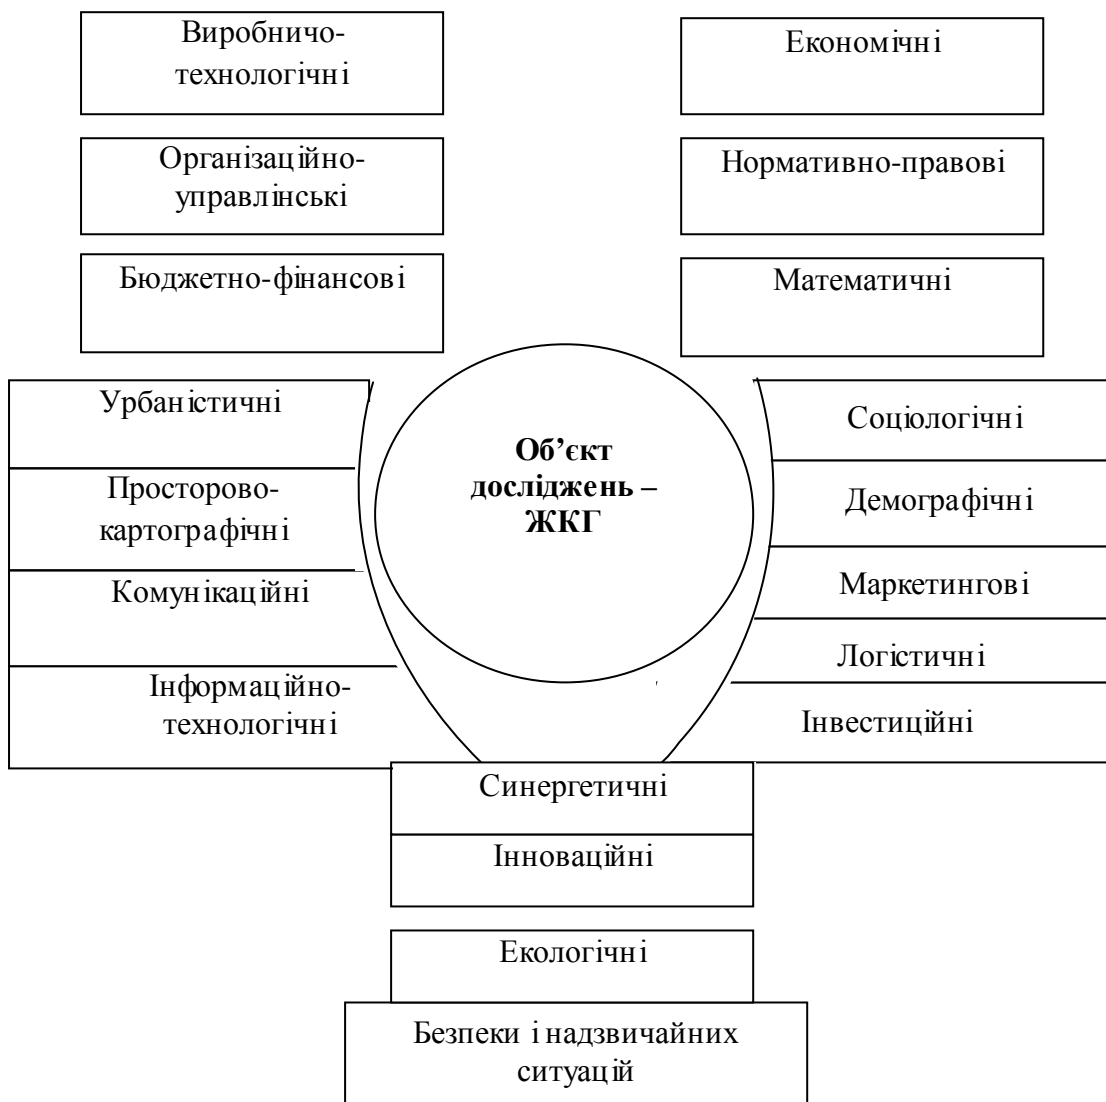 Виробничо-
технологічні
Економічні
Організаційно-
управлінські
Нормативно-правові
Бюджетно-фінансові
Математичні
Урбаністичні
Просторово-
картографічні
Комунікаційні
Інформаційно-
технологічні
Об’єкт
досліджень –
ЖКГ
Соціологічні
Демографічні
Маркетингові
Логістичні
Інвестиційні
Синергетичні
Інноваційні
Екологічні
Безпеки і надзвичайних
ситуацій